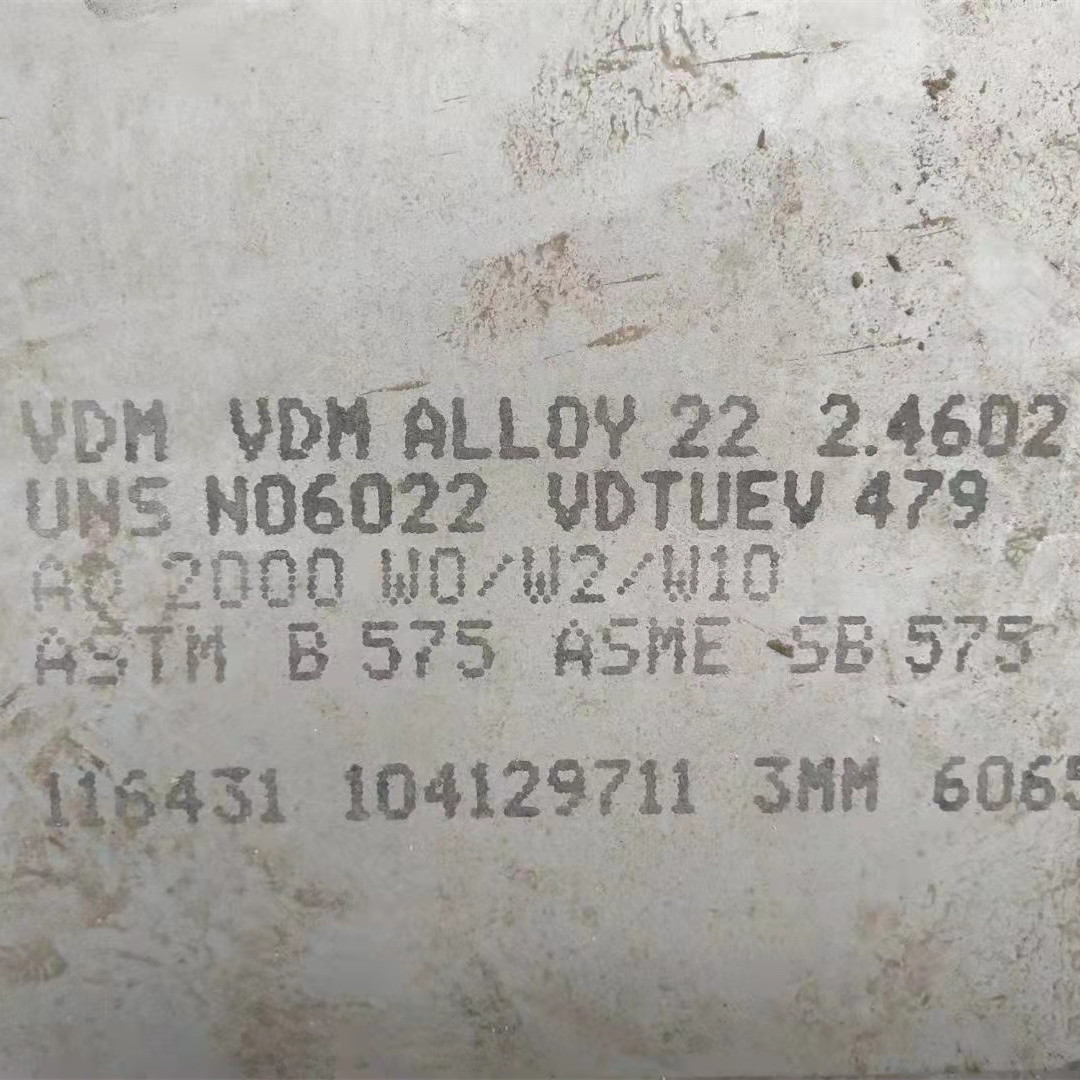 VDM VDM ALLOY 22 2.4602
UNS N06022 VDTUEV 479
AD 2000 W0/W2/W10
ASTM B 575 ASME SB 575
116431 104129711 3MM 6065